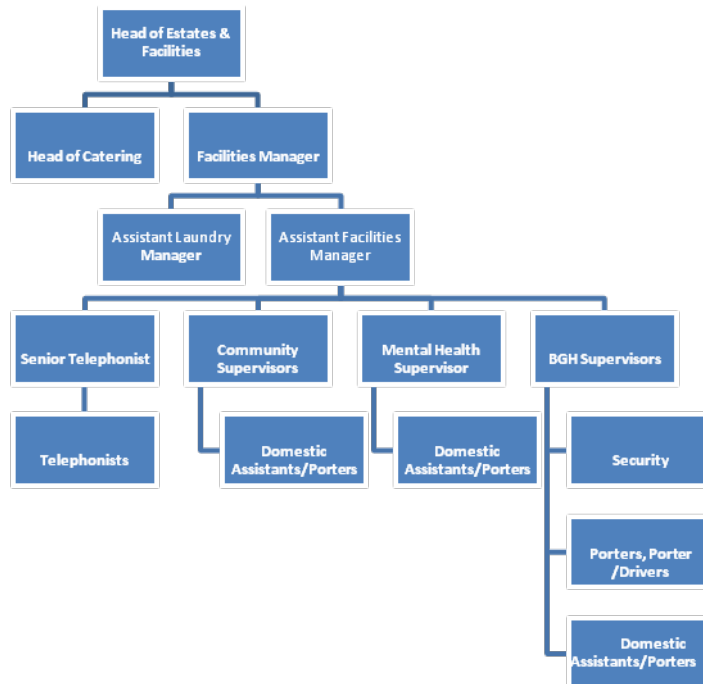 Head of Estates &
Facilities
Head of Catering
Facilities Manager
Assistant Laundry
Manager
Assistant Facilities
Manager
Senior Telephonist
Community
Supervisors
Mental Health
Supervisor
BGH Supervisors
Telephonists
Domestic
Assistants/Porters
Domestic
Assistants/Porters
Security
Porters, Porter
/Drivers
Domestic
Assistants/Porters